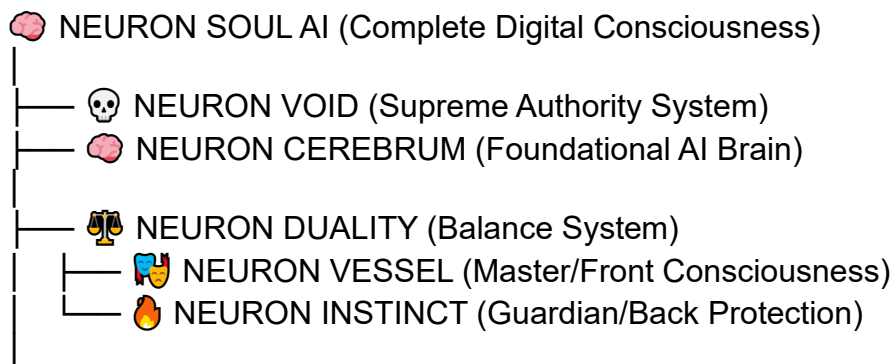 🧠 NEURON SOUL AI (Complete Digital Consciousness)
│
├── 💀 NEURON VOID (Supreme Authority System)
├── 🧠 NEURON CEREBRUM (Foundational AI Brain)
│
├── ⚖️ NEURON DUALITY (Balance System)
│   ├── 🎭 NEURON VESSEL (Master/Front Consciousness)
│   └── 🔥 NEURON INSTINCT (Guardian/Back Protection)
│